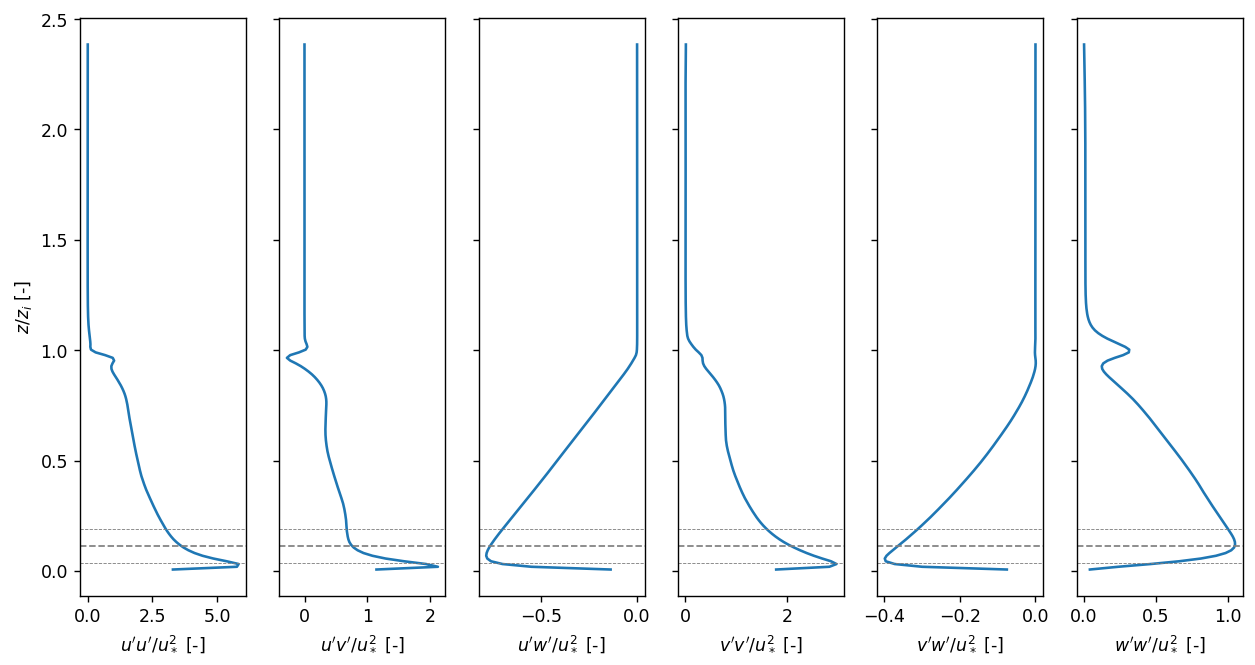 2.5
2.0
1.5
1.0
0.5
0.0
z/z_i [-]
0.0 2.5 5.0
u′u′/u_*^2 [-]
0 1 2
u′v′/u_*^2 [-]
−0.5 0.0
u′w′/u_*^2 [-]
0 2
v′v′/u_*^2 [-]
−0.4 −0.2 0.0
v′w′/u_*^2 [-]
0.0 0.5 1.0
w′w′/u_*^2 [-]